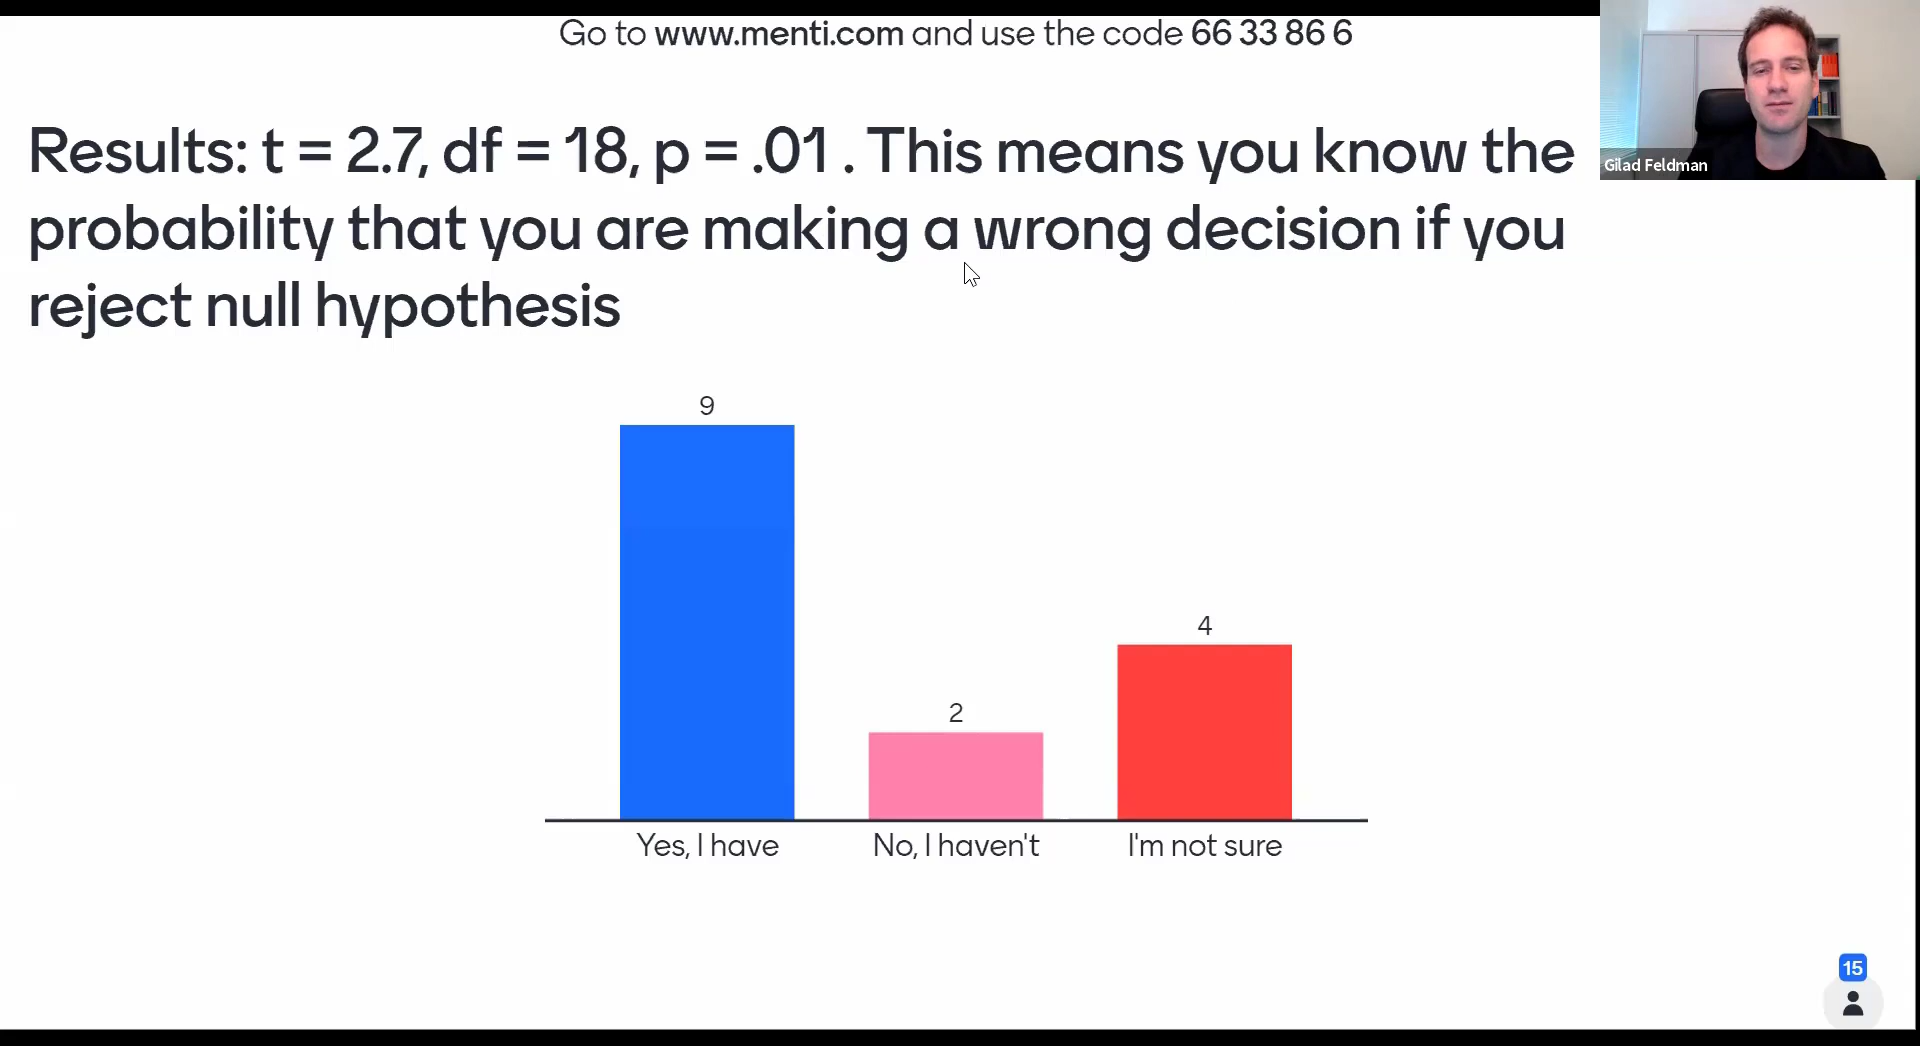 Go to www.menti.com and use the code 66 33 86 6
Gilad Feldman
Results: t = 2.7, df = 18, p = .01 . This means you know the
probability that you are making a wrong decision if you
reject null hypothesis
9
2
4
Yes, I have
No, I haven't
I'm not sure
15